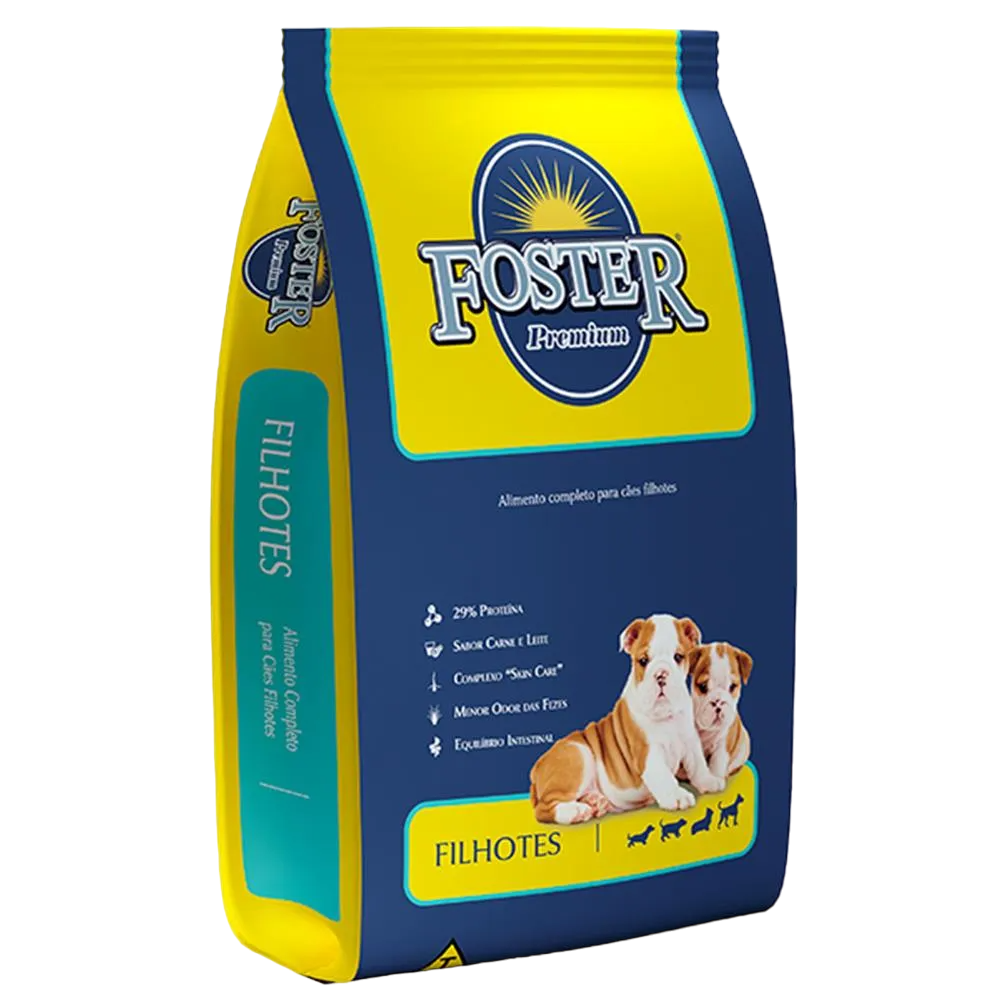 FOSTER®
Premium
Alimento completo para cães filhotes
29% PROTEÍNA
SABOR CARNE E LEITE
COMPLEXO “SKIN CARE”
MENOR ODOR DAS FEZES
EQUILÍBRIO INTESTINAL
FILHOTES
T
FOSTER
Premium
FILHOTES
Alimento Completo
para Cães Filhotes